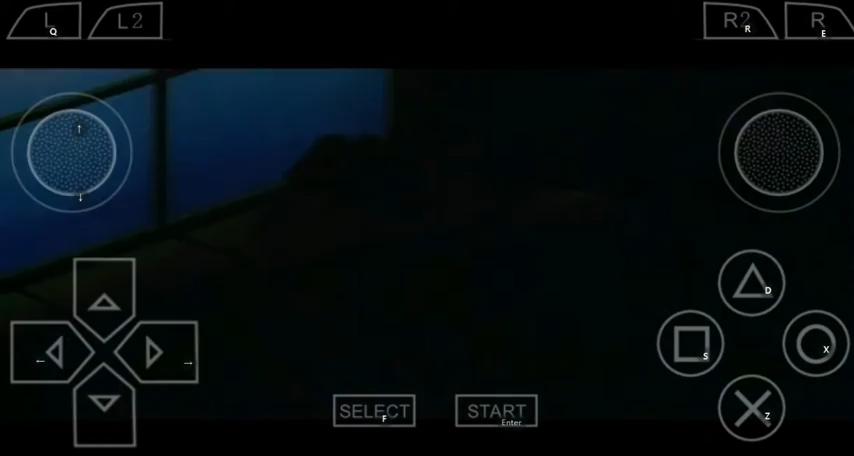 L
Q
L2
R2
R
R
E
↑
↓
D
←
→
S
X
SELECT
F
START
Enter
Z